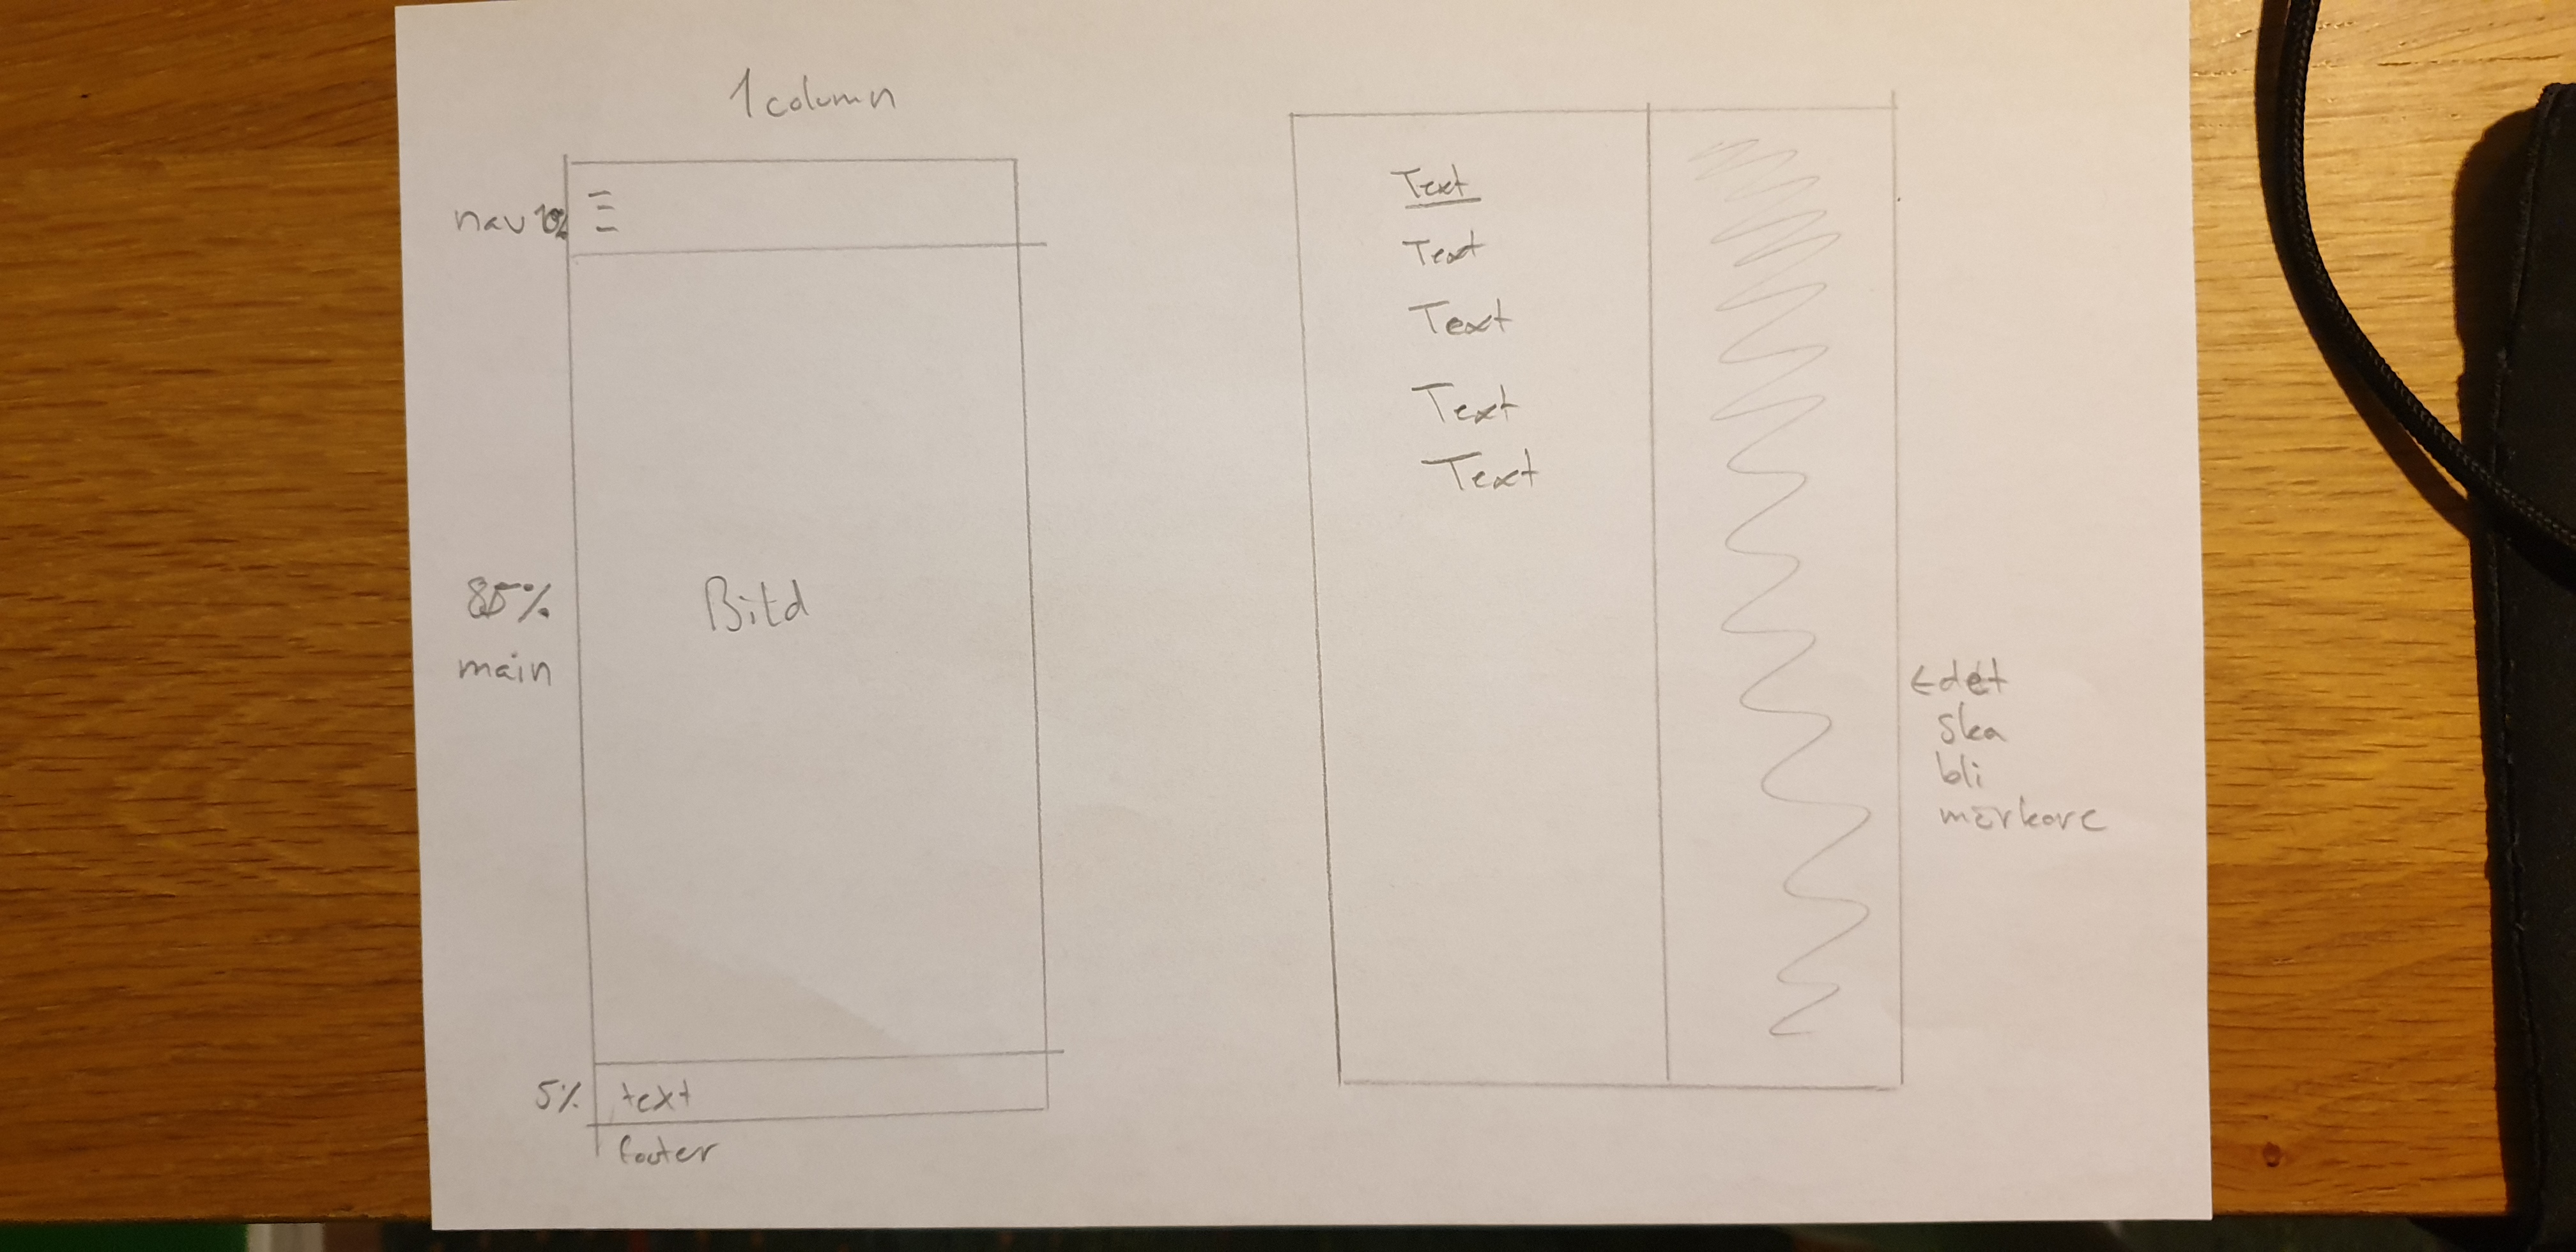 1 column
nav 10%
85%
main
Bild
5%
text
footer
Text
Text
Text
Text
Text
← det
ska
bli
mörkare